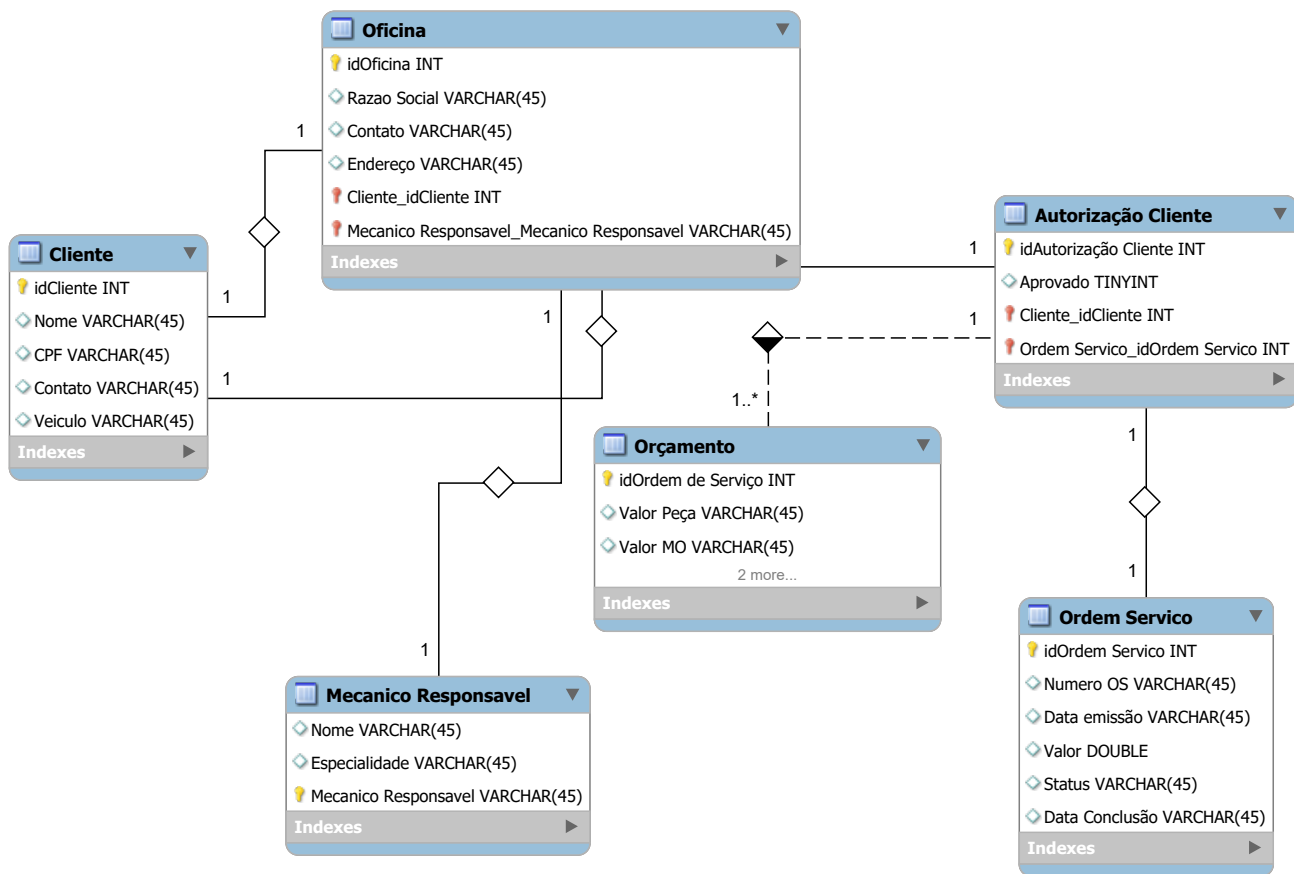 Oficina
idOficina INT
Razao Social VARCHAR(45)
Contato VARCHAR(45)
Endereço VARCHAR(45)
Cliente_idCliente INT
Mecanico Responsavel_Mecanico Responsavel VARCHAR(45)
Indexes
Cliente
idCliente INT
Nome VARCHAR(45)
CPF VARCHAR(45)
Contato VARCHAR(45)
Veiculo VARCHAR(45)
Indexes
Autorização Cliente
idAutorização Cliente INT
Aprovado TINYINT
Cliente_idCliente INT
Ordem Servico_idOrdem Servico INT
Indexes
1
1
1
1
1
1
1..*
1
1
1
Orçamento
idOrdem de Serviço INT
Valor Peça VARCHAR(45)
Valor MO VARCHAR(45)
2 more...
Indexes
Mecanico Responsavel
Nome VARCHAR(45)
Especialidade VARCHAR(45)
Mecanico Responsavel VARCHAR(45)
Indexes
Ordem Servico
idOrdem Servico INT
Numero OS VARCHAR(45)
Data emissão VARCHAR(45)
Valor DOUBLE
Status VARCHAR(45)
Data Conclusão VARCHAR(45)
Indexes